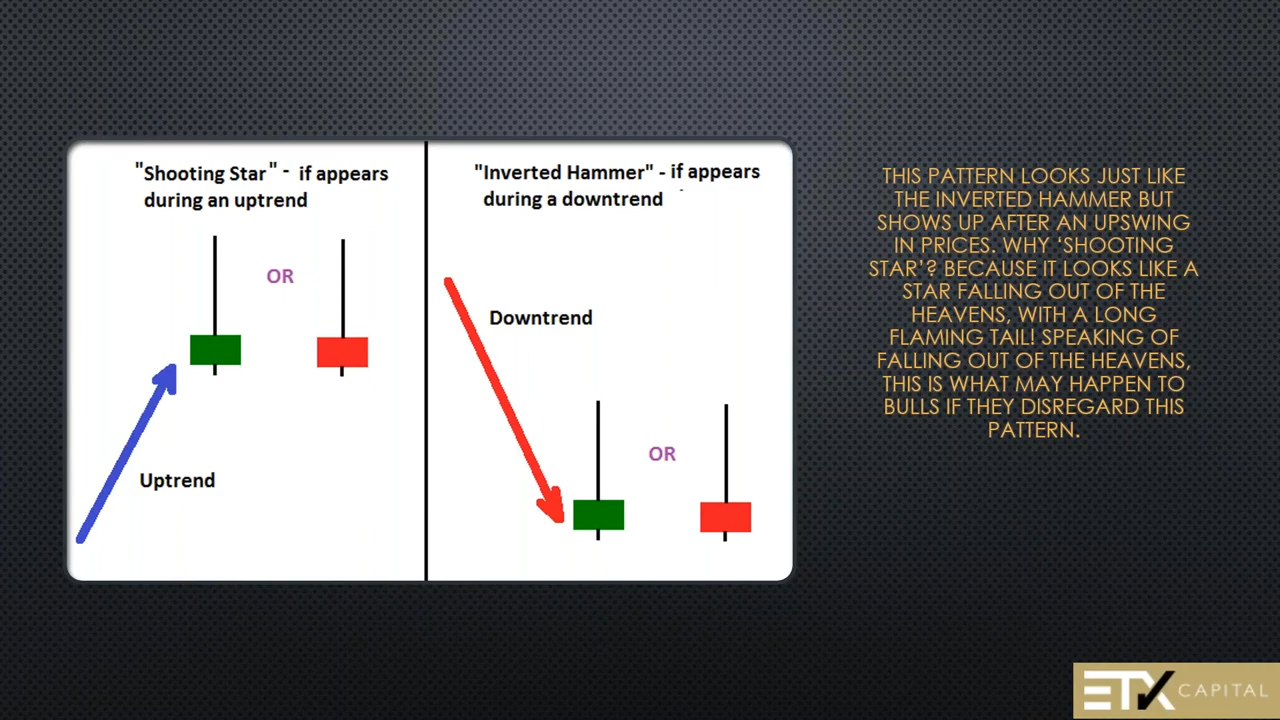 "Shooting Star" - if appears
during an uptrend
OR
Uptrend
"Inverted Hammer" - if appears
during a downtrend
Downtrend
OR
THIS PATTERN LOOKS JUST LIKE
THE INVERTED HAMMER BUT
SHOWS UP AFTER AN UPSWING
IN PRICES. WHY ‘SHOOTING
STAR’? BECAUSE IT LOOKS LIKE A
STAR FALLING OUT OF THE
HEAVENS, WITH A LONG
FLAMING TAIL! SPEAKING OF
FALLING OUT OF THE HEAVENS,
THIS IS WHAT MAY HAPPEN TO
BULLS IF THEY DISREGARD THIS
PATTERN.
ETX CAPITAL